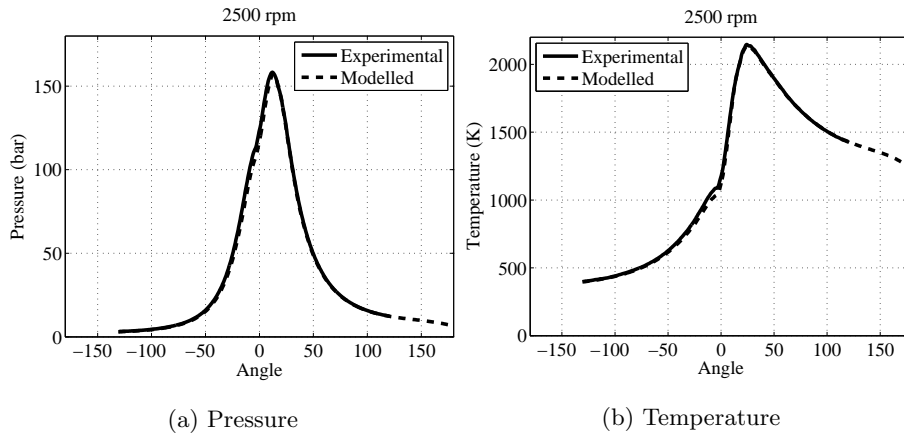 2500 rpm
Experimental
Modelled
150
100
50
0
Pressure (bar)
−150 −100 −50 0 50 100 150
Angle
(a) Pressure
2500 rpm
Experimental
Modelled
2000
1500
1000
500
0
Temperature (K)
−150 −100 −50 0 50 100 150
Angle
(b) Temperature